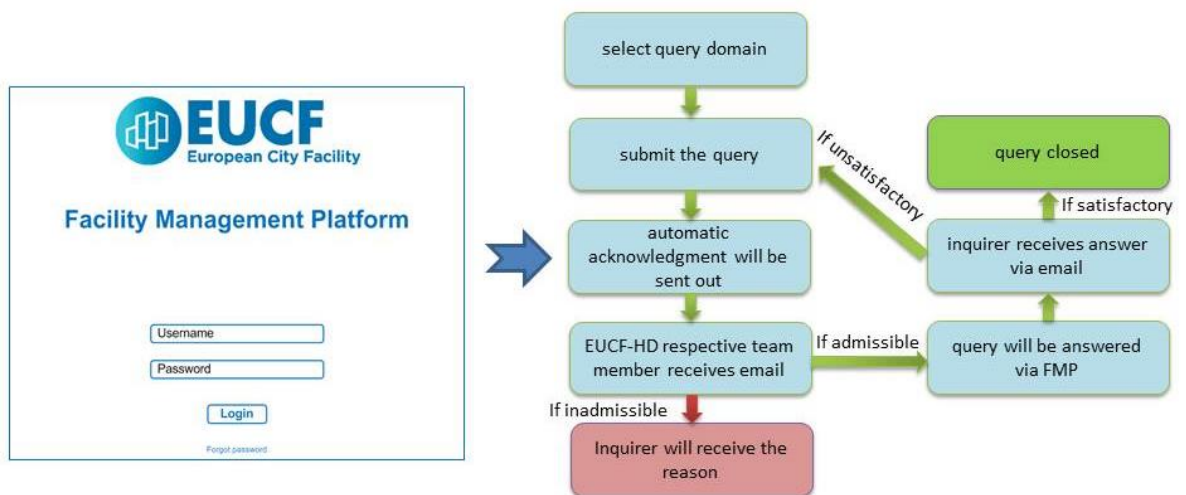 EUCF
European City Facility
Facility Management Platform
Username
Password
Login
Forgot password
select query domain
submit the query
automatic
acknowledgment will be
sent out
EUCF-HD respective team
member receives email
If inadmissible
Inquirer will receive the
reason
If admissible
query will be answered
via FMP
inquirer receives answer
via email
If unsatisfactory
If satisfactory
query closed